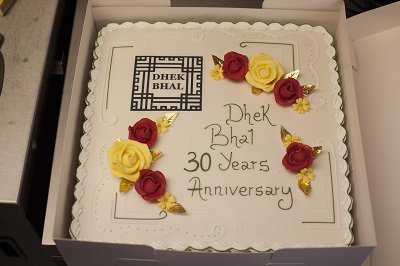 DHEK
BHAL
Dhek
Bhal
30 Years
Anniversary